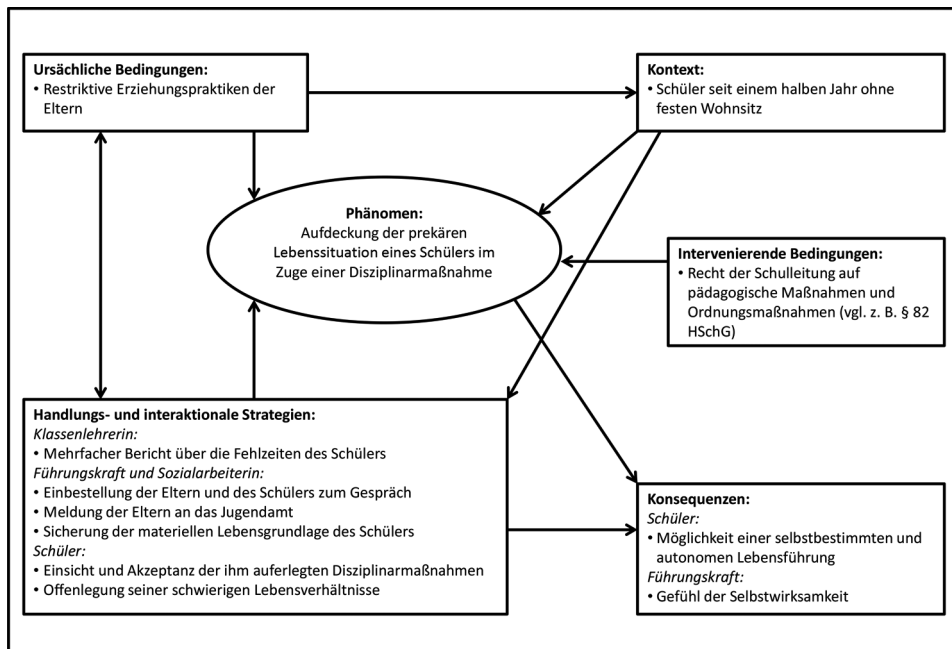 Ursächliche Bedingungen:
• Restriktive Erziehungspraktiken der
Eltern
Kontext:
• Schüler seit einem halben Jahr ohne
festen Wohnsitz
Phänomen:
Aufdeckung der prekären
Lebenssituation eines Schülers im
Zuge einer Disziplinarmaßnahme
Intervenierende Bedingungen:
• Recht der Schulleitung auf
pädagogische Maßnahmen und
Ordnungsmaßnahmen (vgl. z. B. § 82
HSchG)
Handlungs- und interaktionale Strategien:
Klassenlehrerin:
• Mehrfacher Bericht über die Fehlzeiten des Schülers
Führungskraft und Sozialarbeiterin:
• Einbestellung der Eltern und des Schülers zum Gespräch
• Meldung der Eltern an das Jugendamt
• Sicherung der materiellen Lebensgrundlage des Schülers
Schüler:
• Einsicht und Akzeptanz der ihm auferlegten Disziplinarmaßnahmen
• Offenlegung seiner schwierigen Lebensverhältnisse
Konsequenzen:
Schüler:
• Möglichkeit einer selbstbestimmten und
autonomen Lebensführung
Führungskraft:
• Gefühl der Selbstwirksamkeit